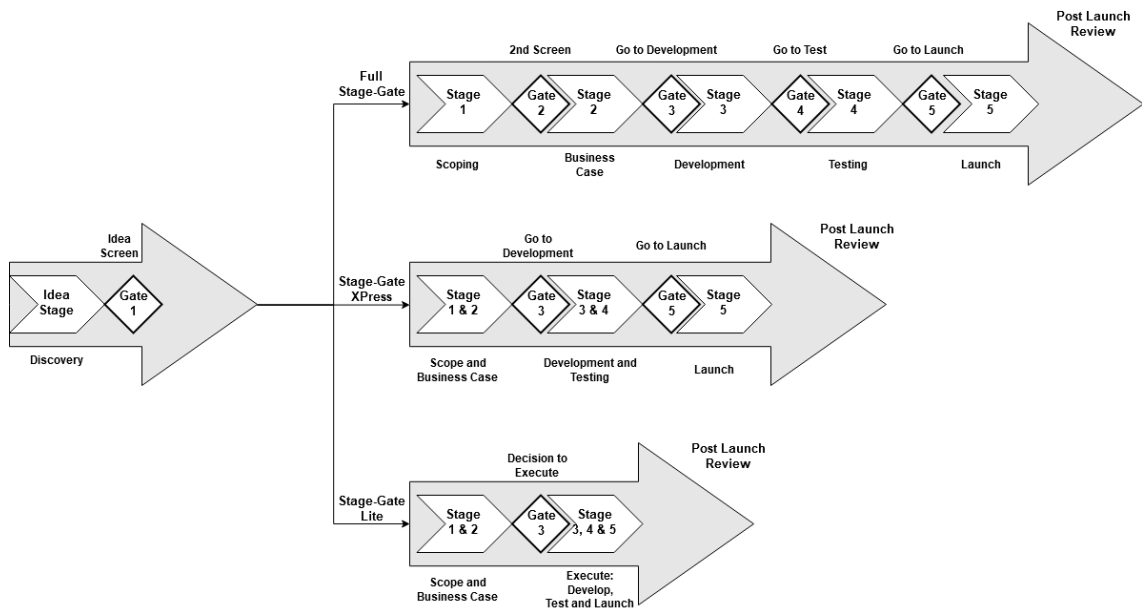 Post Launch
Review
2nd Screen
Go to Development
Go to Test
Go to Launch
Full
Stage-Gate
Stage
1
Gate
2
Stage
2
Gate
3
Stage
3
Gate
4
Stage
4
Gate
5
Stage
5
Scoping
Business
Case
Development
Testing
Launch
Idea
Screen
Idea
Stage
Gate
1
Discovery
Post Launch
Review
Go to
Development
Go to Launch
Stage-Gate
XPress
Stage
1 & 2
Gate
3
Stage
3 & 4
Gate
5
Stage
5
Scope and
Business Case
Development and
Testing
Launch
Post Launch
Review
Decision to
Execute
Stage-Gate
Lite
Stage
1 & 2
Gate
3
Stage
3, 4 & 5
Scope and
Business Case
Execute:
Develop,
Test and Launch